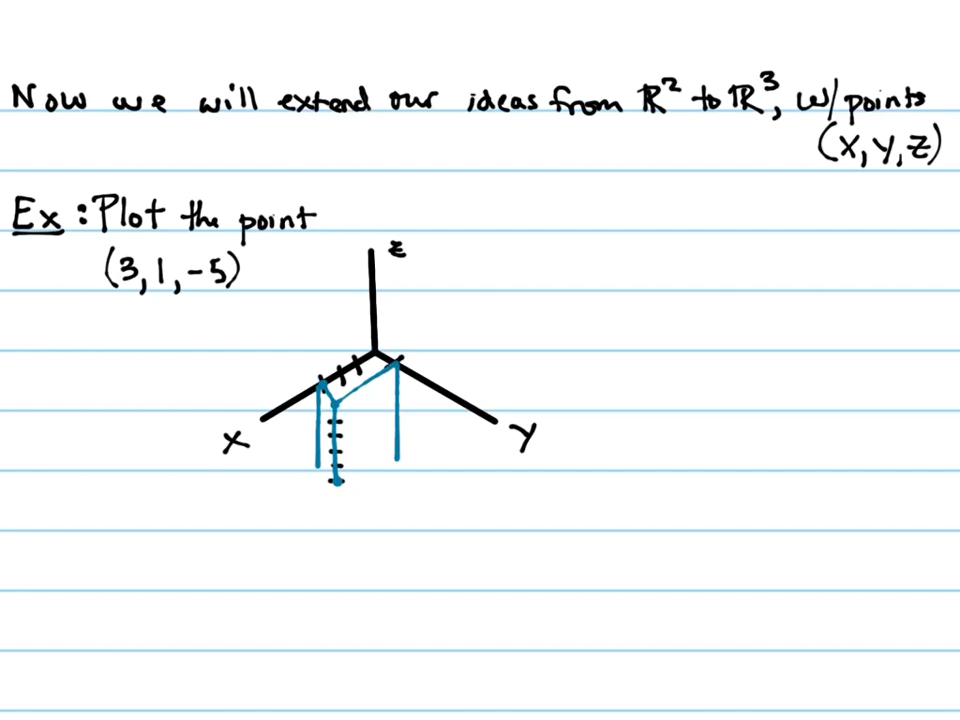 Now we will extend our ideas from ℝ² to ℝ³, w/points
(x, y, z)
Ex: Plot the point
(3, 1, -5)
z
x
y